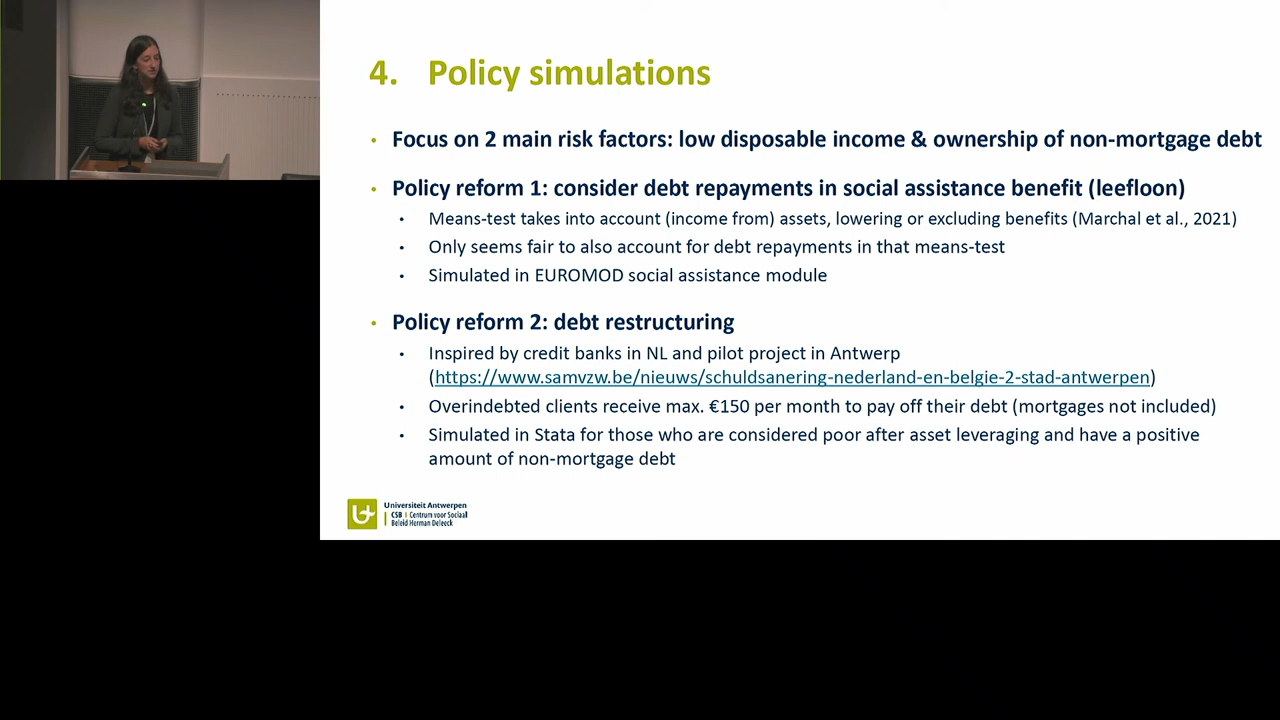 4. Policy simulations
• Focus on 2 main risk factors: low disposable income & ownership of non-mortgage debt
• Policy reform 1: consider debt repayments in social assistance benefit (leefloon)
• Means-test takes into account (income from) assets, lowering or excluding benefits (Marchal et al., 2021)
• Only seems fair to also account for debt repayments in that means-test
• Simulated in EUROMOD social assistance module
• Policy reform 2: debt restructuring
• Inspired by credit banks in NL and pilot project in Antwerp
(https://www.samvzw.be/nieuws/schuldsanering-nederland-en-belgie-2-stad-antwerpen)
• Overindebted clients receive max. €150 per month to pay off their debt (mortgages not included)
• Simulated in Stata for those who are considered poor after asset leveraging and have a positive
amount of non-mortgage debt
Universiteit Antwerpen
CSB | Centrum voor Sociaal
Beleid Herman Deleeck